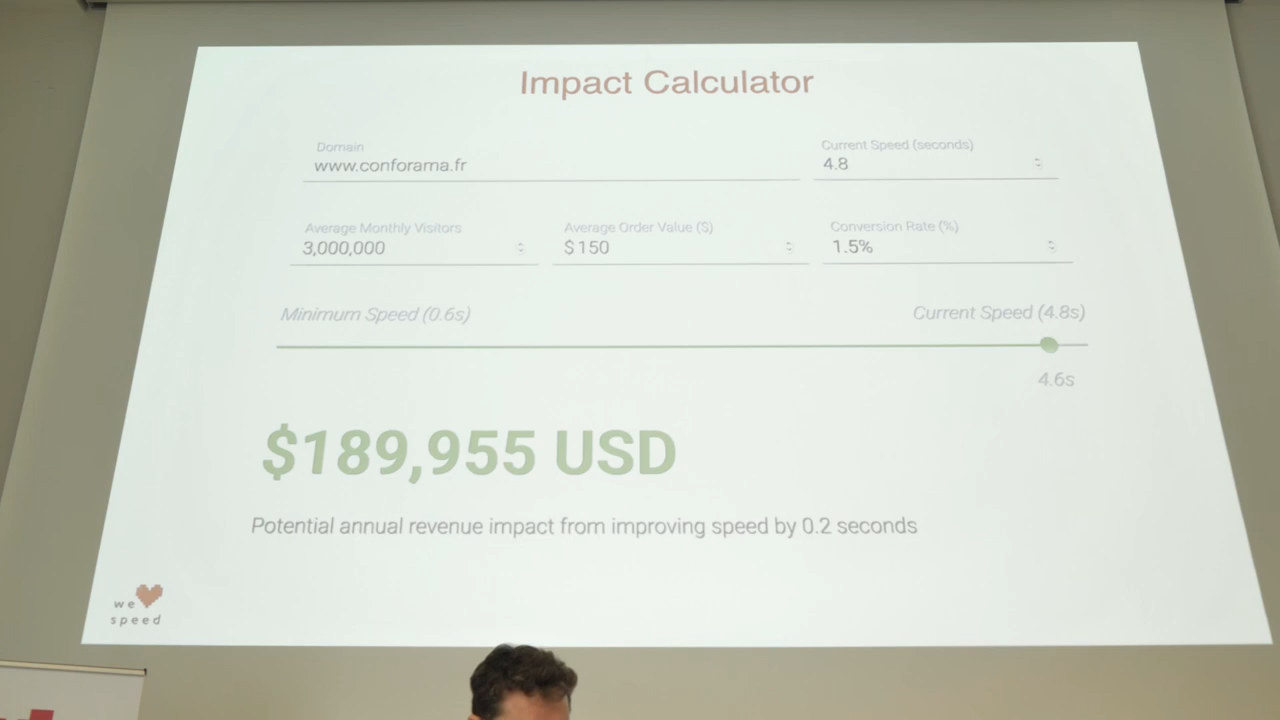 Impact Calculator
Domain
www.conforama.fr
Current Speed (seconds)
4.8
Average Monthly Visitors
3,000,000
Average Order Value ($)
$ 150
Conversion Rate (%)
1.5%
Minimum Speed (0.6s)
Current Speed (4.8s)
4.6s
$189,955 USD
Potential annual revenue impact from improving speed by 0.2 seconds
we
speed